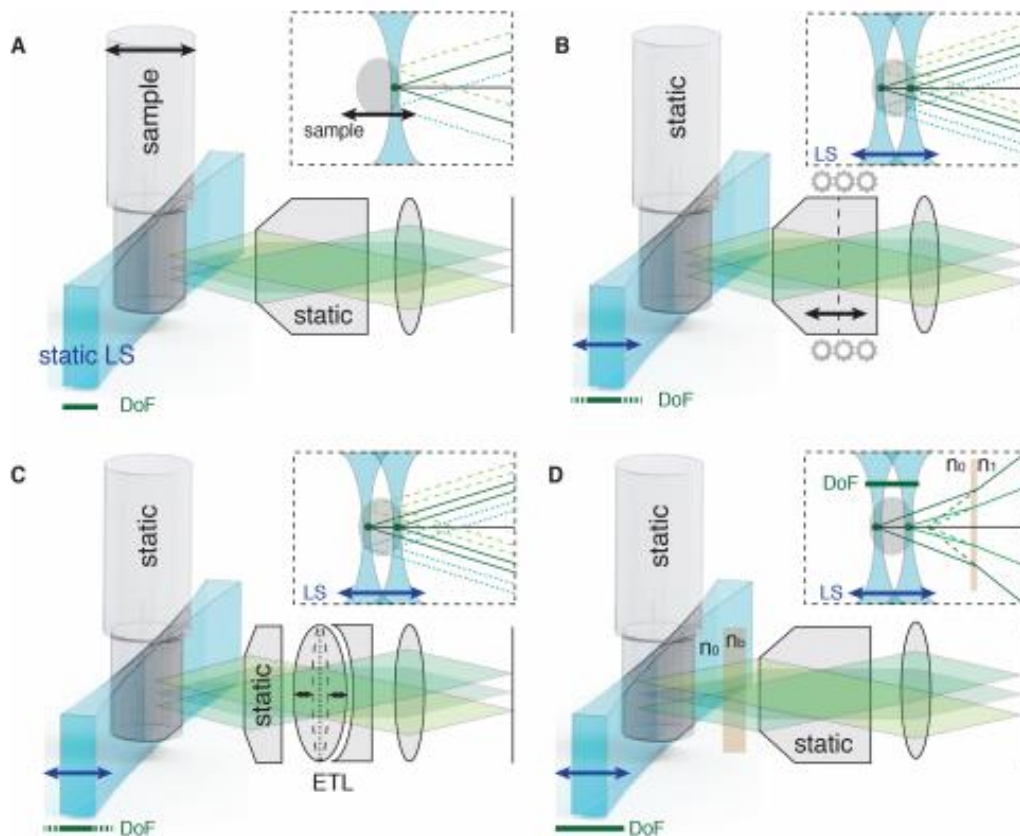 A
sample
sample
static
static LS
DoF
B
static
LS
DoF
C
static
LS
static
ETL
DoF
D
static
DoF
n₀ n₁
LS
n₀ n_b
static
DoF